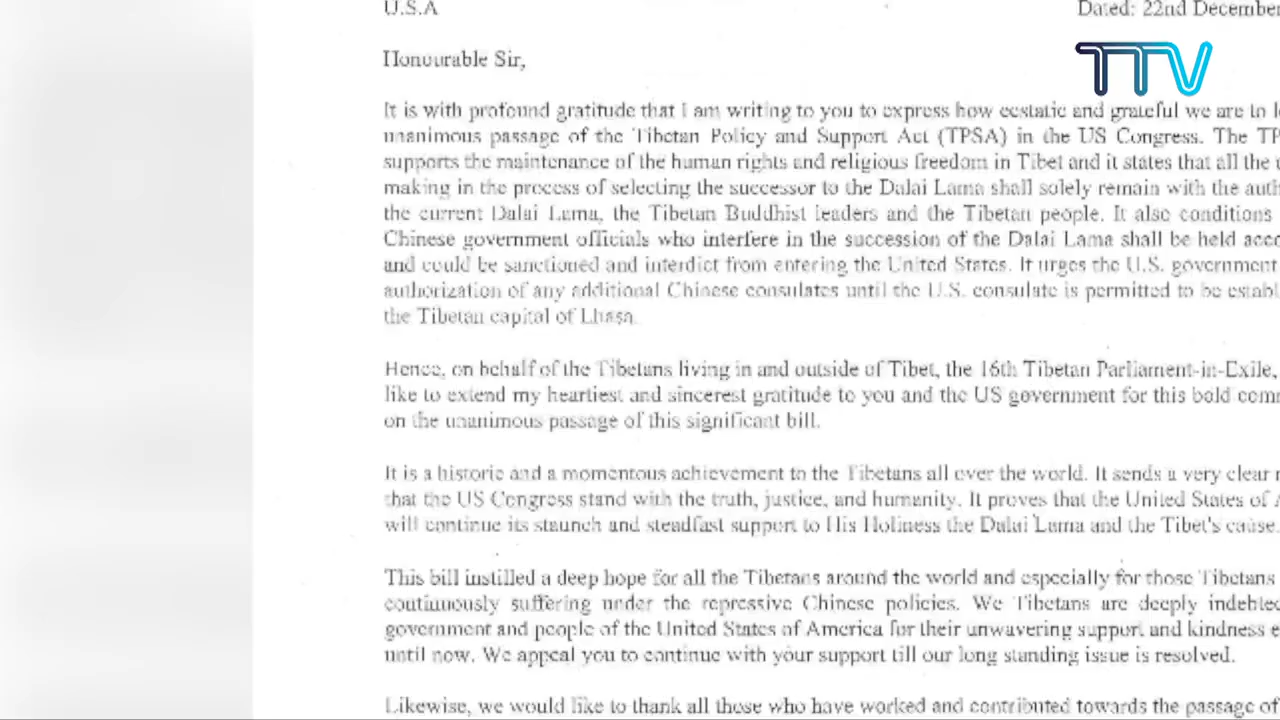 U.S.A
Dated: 22nd December
TTV
Honourable Sir,
It is with profound gratitude that I am writing to you to express how ecstatic and grateful we are to
unanimous passage of the Tibetan Policy and Support Act (TPSA) in the US Congress. The
supports the maintenance of the human rights and religious freedom in Tibet and it states that all the
making in the process of selecting the successor to the Dalai Lama shall solely remain with the
the current Dalai Lama, the Tibetan Buddhist leaders and the Tibetan people. It also conditions
Chinese government officials who interfere in the succession of the Dalai Lama shall be held
and could be sanctioned and interdict from entering the United States. It urges the U.S. government
authorization of any additional Chinese consulates until the U.S. consulate is permitted to be
the Tibetan capital of Lhasa.
Hence, on behalf of the Tibetans living in and outside of Tibet, the 16th Tibetan Parliament-in-Exile,
like to extend my heartiest and sincerest gratitude to you and the US government for this bold
on the unanimous passage of this significant bill.
It is a historic and a momentous achievement to the Tibetans all over the world. It sends a very clear
that the US Congress stand with the truth, justice, and humanity. It proves that the United States of
will continue its staunch and steadfast support to His Holiness the Dalai Lama and the Tibet's cause.
This bill instilled a deep hope for all the Tibetans around the world and especially for those Tibetans
continuously suffering under the repressive Chinese policies. We Tibetans are deeply
government and people of the United States of America for their unwavering support and kindness
until now. We appeal you to continue with your support till our long standing issue is resolved.
Likewise, we would like to thank all those who have worked and contributed towards the passage of